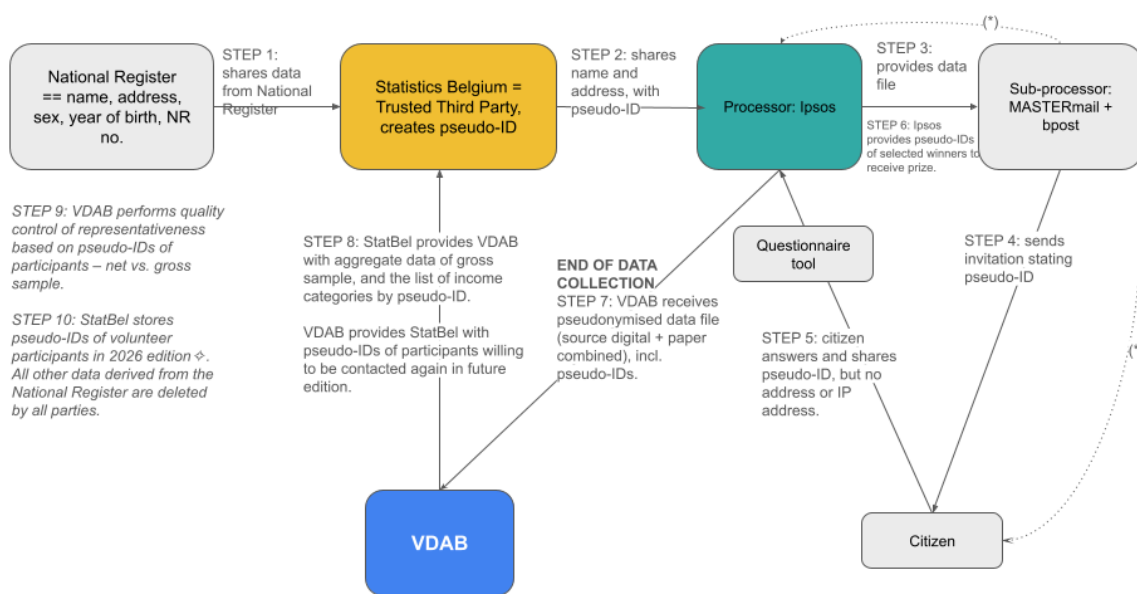 (*)
National Register
== name, address,
sex, year of birth, NR
no.
STEP 1:
shares data
from National
Register
Statistics Belgium =
Trusted Third Party,
creates pseudo-ID
STEP 2: shares
name and
address, with
pseudo-ID
Processor: Ipsos
STEP 3:
provides data
file
STEP 6: Ipsos
provides pseudo-IDs
of selected winners to
receive prize.
Sub-processor:
MASTERmail +
bpost
STEP 9: VDAB performs quality
control of representativeness
based on pseudo-IDs of
participants – net vs. gross
sample.
STEP 10: StatBel stores
pseudo-IDs of volunteer
participants in 2026 edition✧.
All other data derived from the
National Register are deleted
by all parties.
STEP 8: StatBel provides VDAB
with aggregate data of gross
sample, and the list of income
categories by pseudo-ID.
VDAB provides StatBel with
pseudo-IDs of participants willing
to be contacted again in future
edition.
END OF DATA
COLLECTION
STEP 7: VDAB receives
pseudonymised data file
(source digital + paper
combined), incl.
pseudo-IDs.
Questionnaire
tool
STEP 4: sends
invitation stating
pseudo-ID
STEP 5: citizen
answers and shares
pseudo-ID, but no
address or IP
address.
(*
VDAB
Citizen